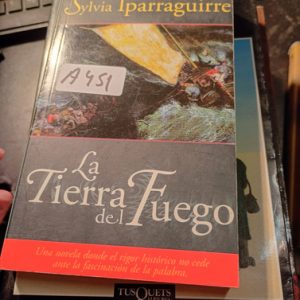 Sylvia Iparraguirre
A451
La
Tierra
del Fuego
Una novela donde el rigor histórico no cede
ante la fascinación de la palabra.
TUSQUETS